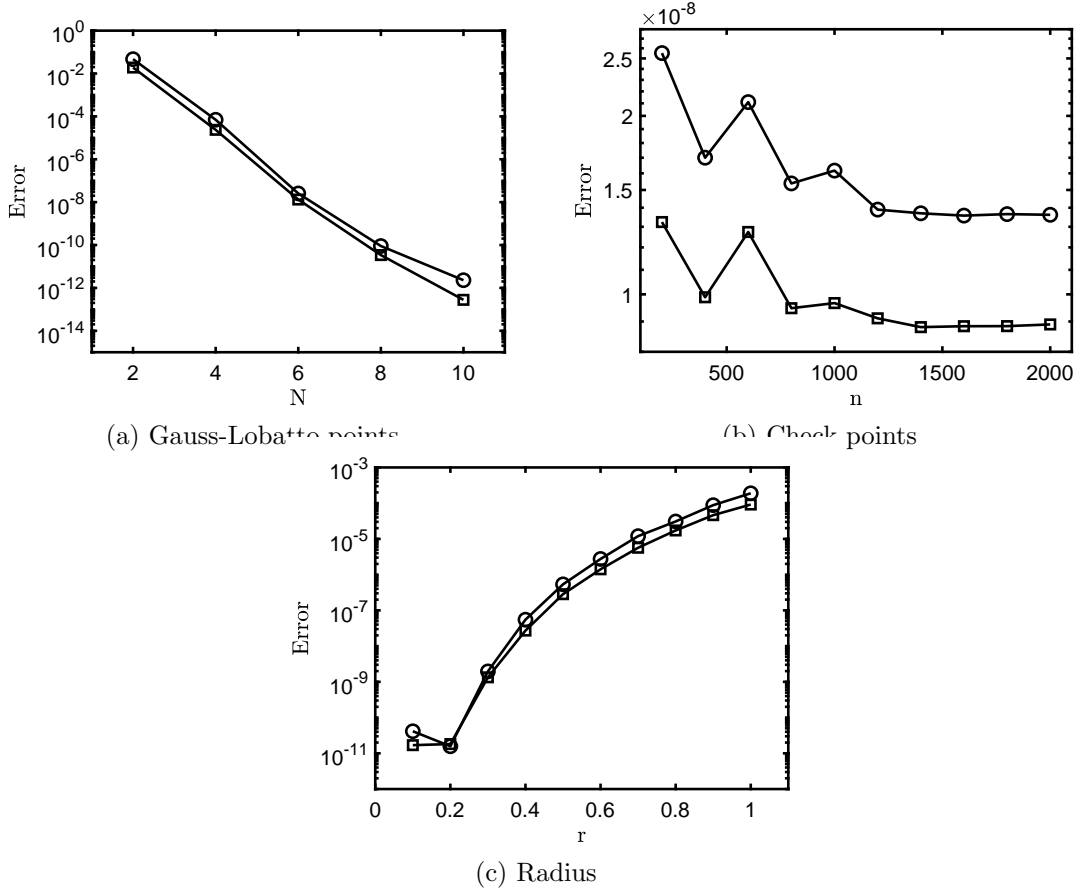 10^0
10^-2
10^-4
10^-6
10^-8
10^-10
10^-12
10^-14
Error
2 4 6 8 10
N
(a) Gauss-Lobatto points
×10^-8
2.5
2
1.5
1
Error
500 1000 1500 2000
n
(b) Check points
10^-3
10^-5
10^-7
10^-9
10^-11
Error
0 0.2 0.4 0.6 0.8 1
r
(c) Radius